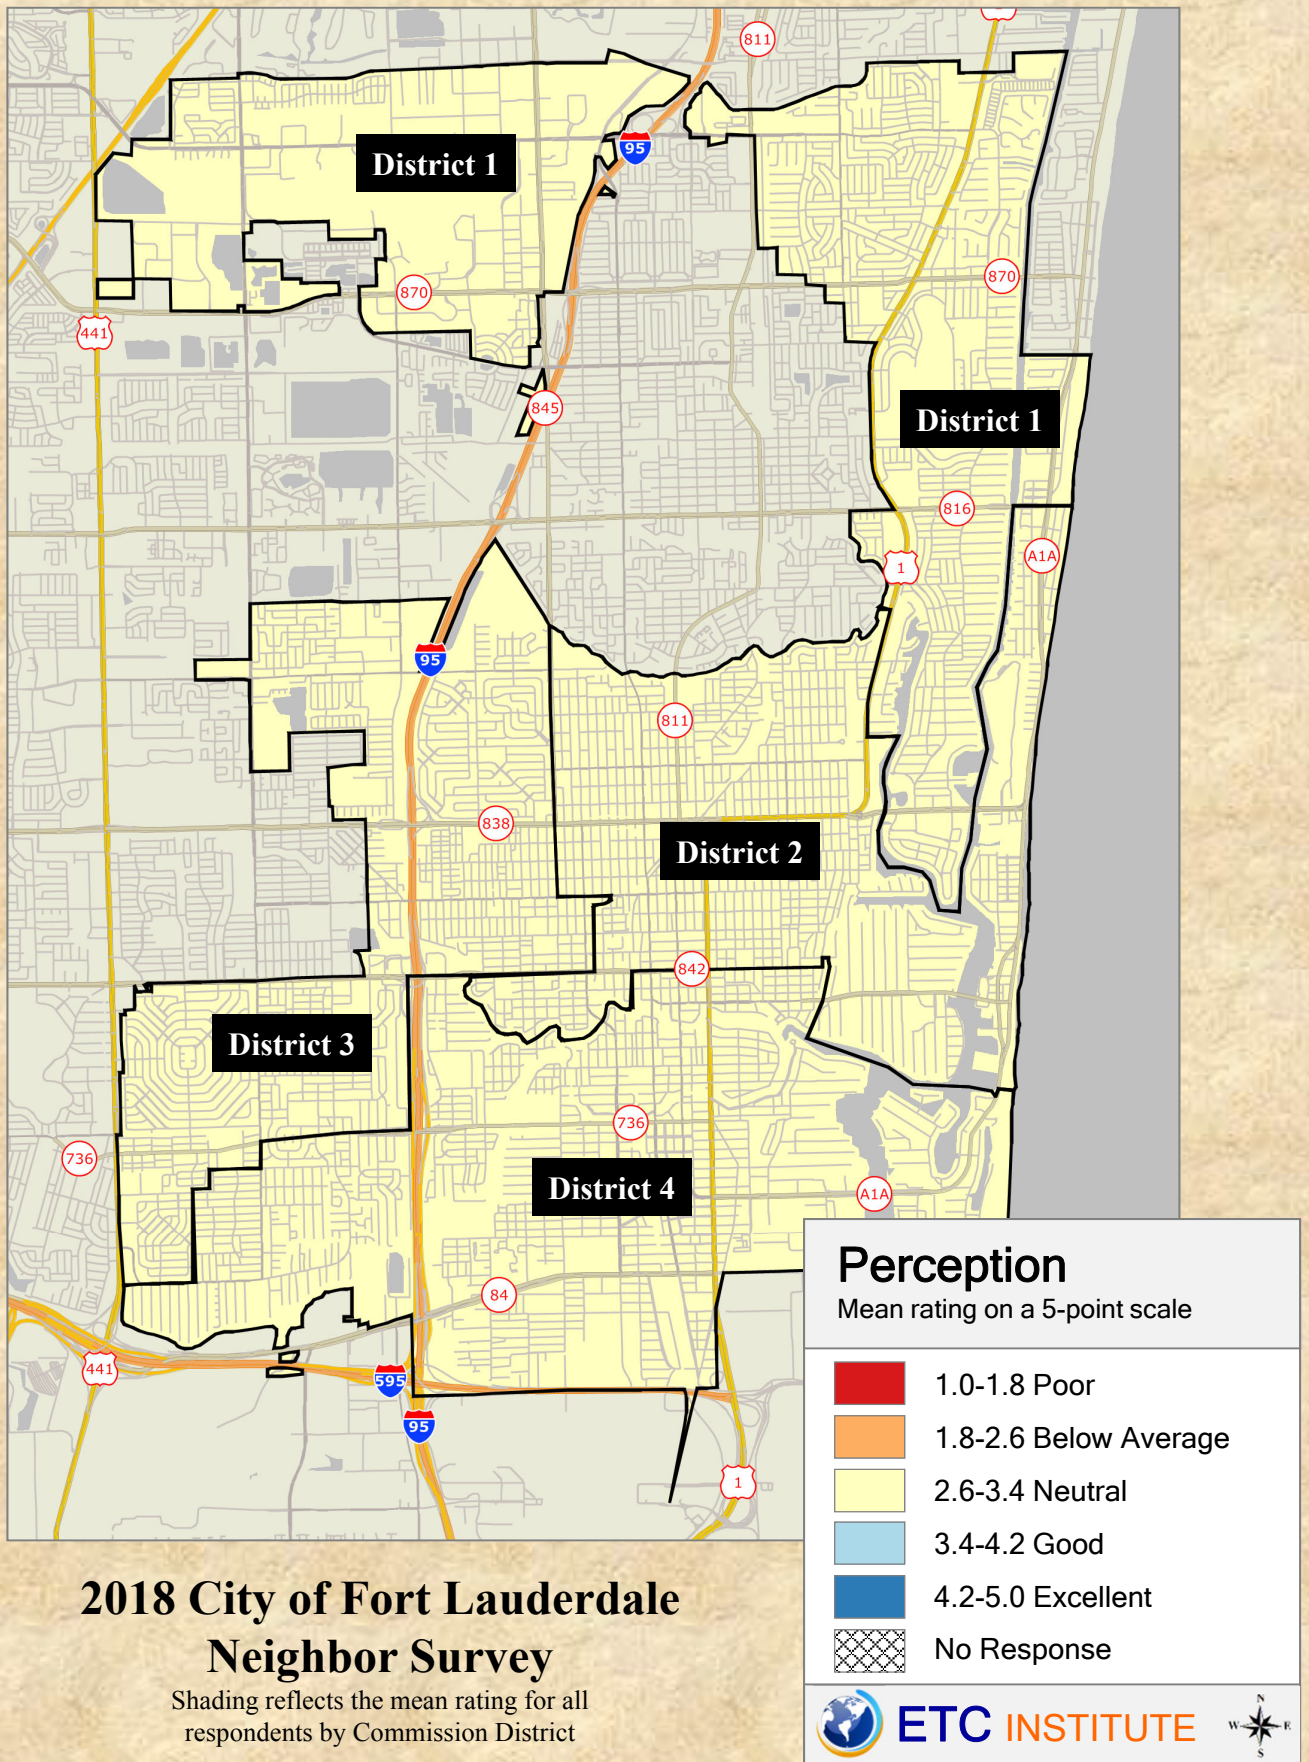 811
95
District 1
870
870
441
845
District 1
816
A1A
1
95
811
838
District 2
842
District 3
736
736
District 4
A1A
84
441
595
95
1
Perception
Mean rating on a 5-point scale
1.0-1.8 Poor
1.8-2.6 Below Average
2.6-3.4 Neutral
3.4-4.2 Good
4.2-5.0 Excellent
No Response
2018 City of Fort Lauderdale
Neighbor Survey
Shading reflects the mean rating for all
respondents by Commission District
ETC INSTITUTE
N
W E
S